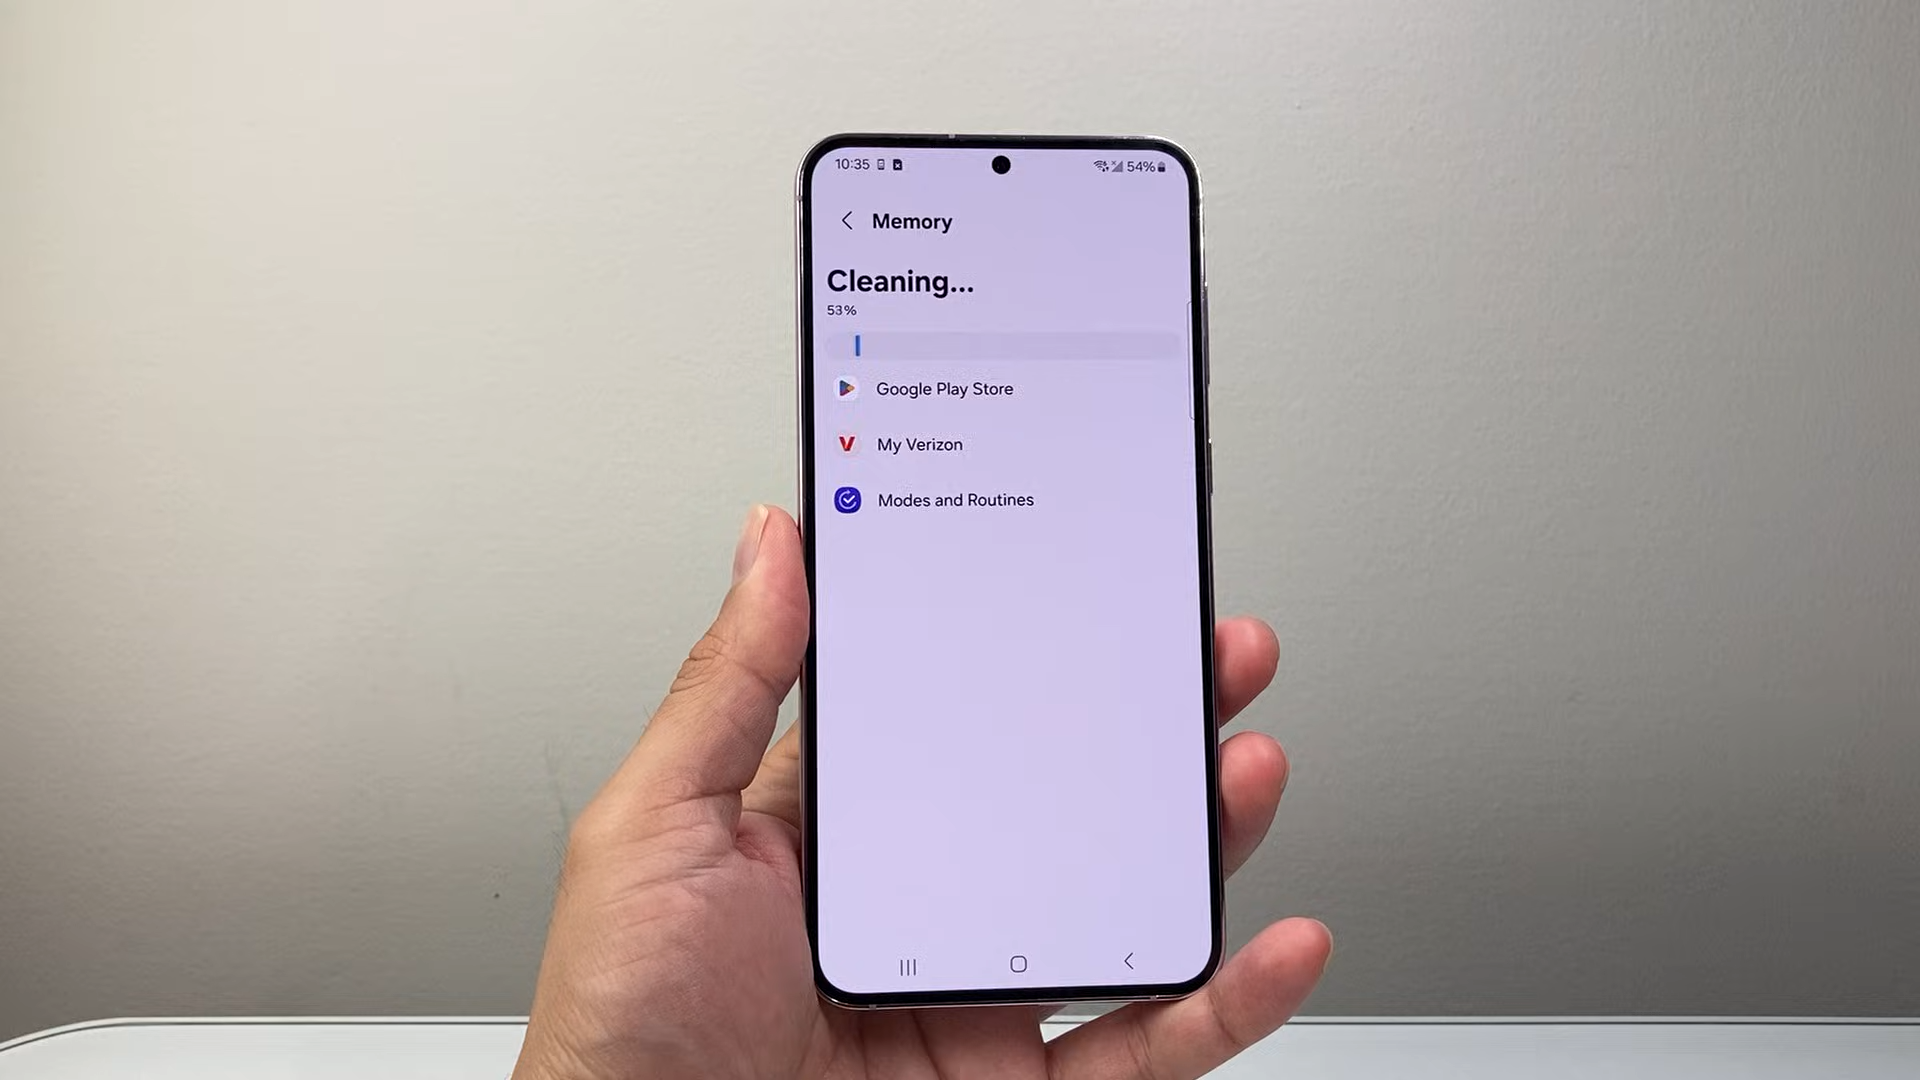 10:35
54%
Memory
Cleaning...
53%
Google Play Store
My Verizon
Modes and Routines